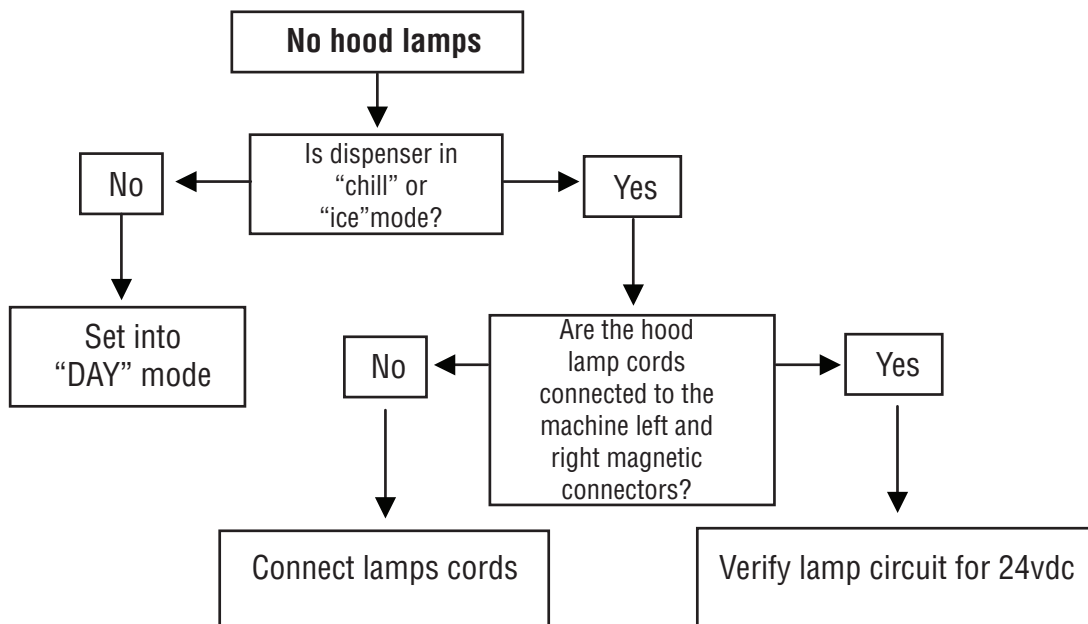 No hood lamps
Is dispenser in
“chill” or
“ice”mode?
No
Yes
Set into
“DAY” mode
Are the hood
lamp cords
connected to the
machine left and
right magnetic
connectors?
No
Yes
Connect lamps cords
Verify lamp circuit for 24vdc